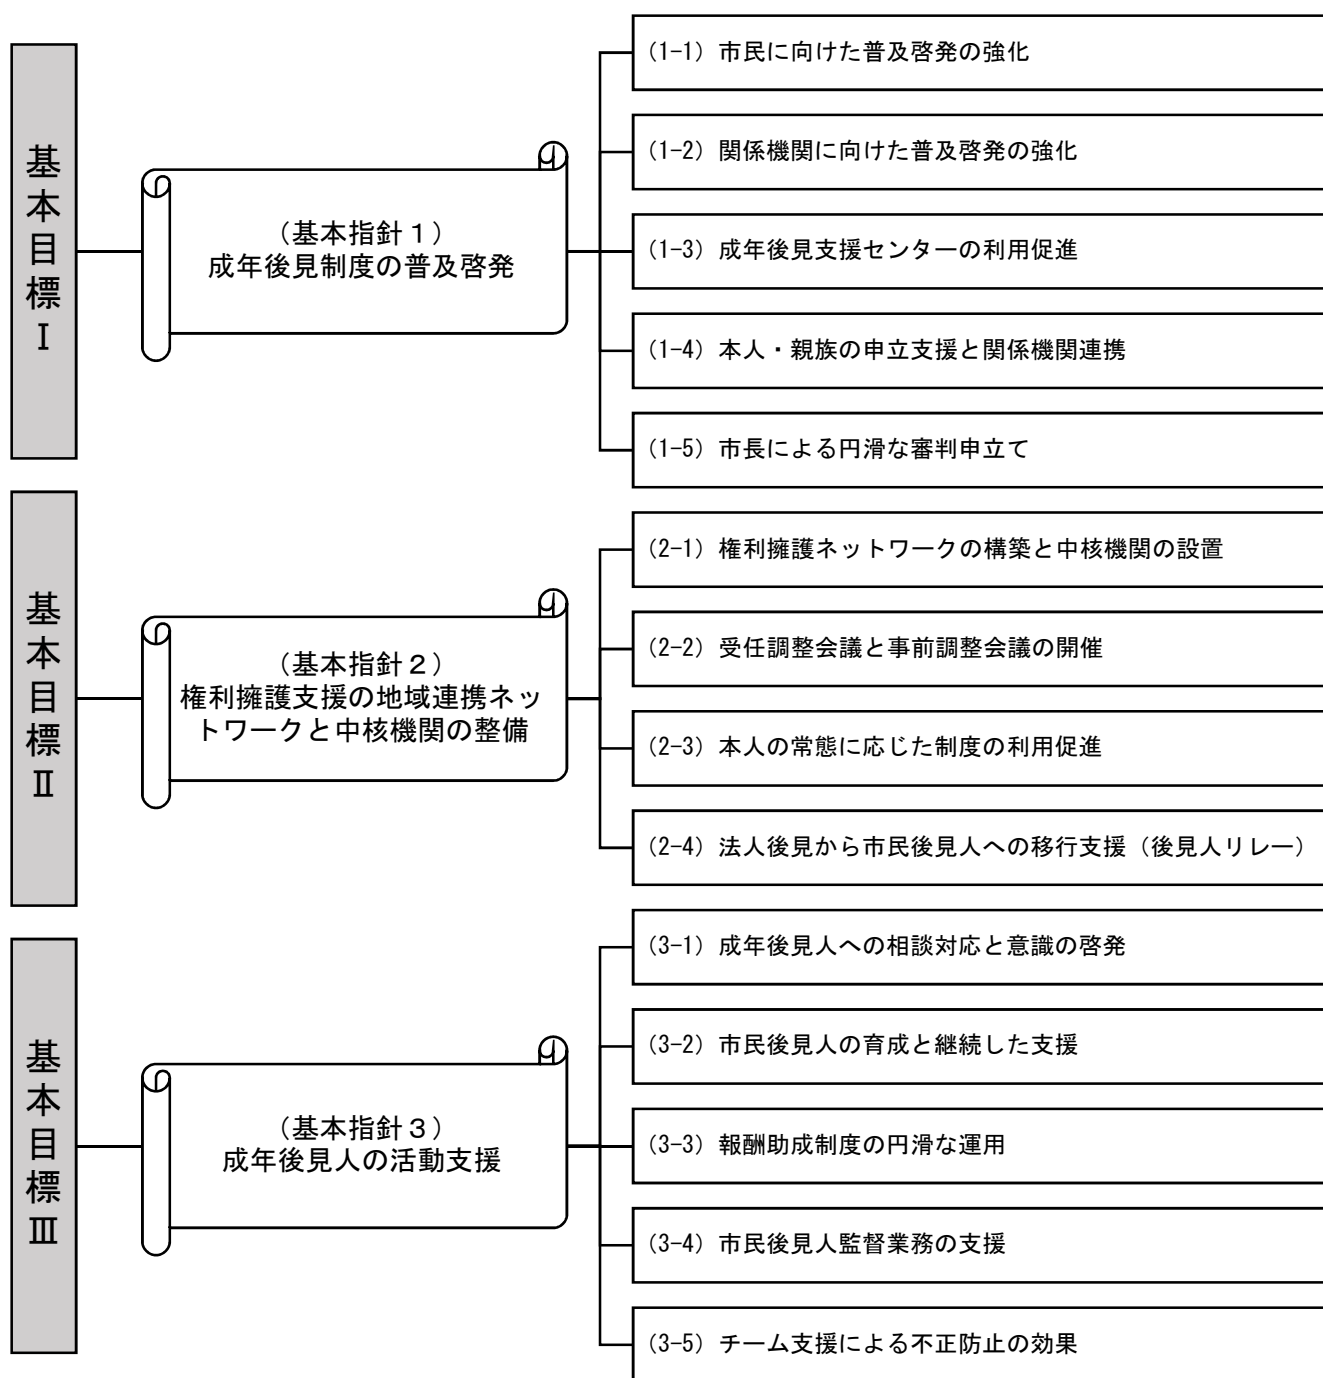 基本目標Ⅰ
（基本指針１）
成年後見制度の普及啓発
（1-1）市民に向けた普及啓発の強化
（1-2）関係機関に向けた普及啓発の強化
（1-3）成年後見支援センターの利用促進
（1-4）本人・親族の申立支援と関係機関連携
（1-5）市長による円滑な審判申立て
基本目標Ⅱ
（基本指針２）
権利擁護支援の地域連携ネッ
トワークと中核機関の整備
（2-1）権利擁護ネットワークの構築と中核機関の設置
（2-2）受任調整会議と事前調整会議の開催
（2-3）本人の常態に応じた制度の利用促進
（2-4）法人後見から市民後見人への移行支援（後見人リレー）
基本目標Ⅲ
（基本指針３）
成年後見人の活動支援
（3-1）成年後見人への相談対応と意識の啓発
（3-2）市民後見人の育成と継続した支援
（3-3）報酬助成制度の円滑な運用
（3-4）市民後見人監督業務の支援
（3-5）チーム支援による不正防止の効果